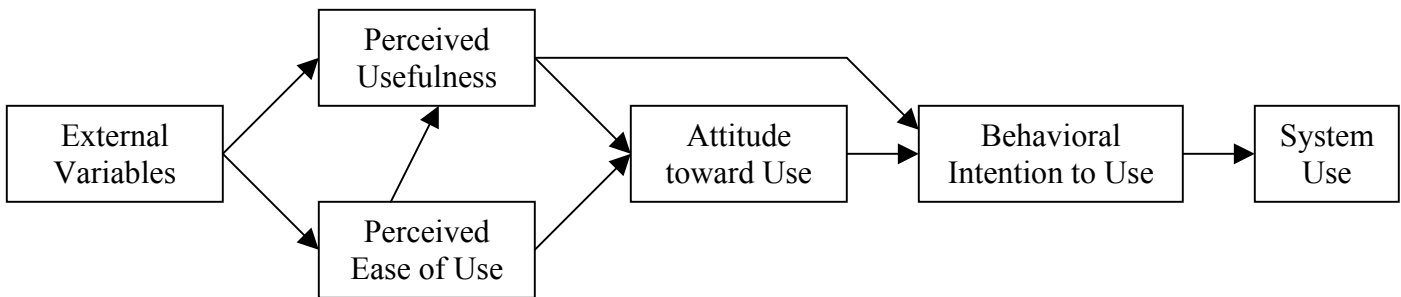 External
Variables
Perceived
Usefulness
Perceived
Ease of Use
Attitude
toward Use
Behavioral
Intention to Use
System
Use